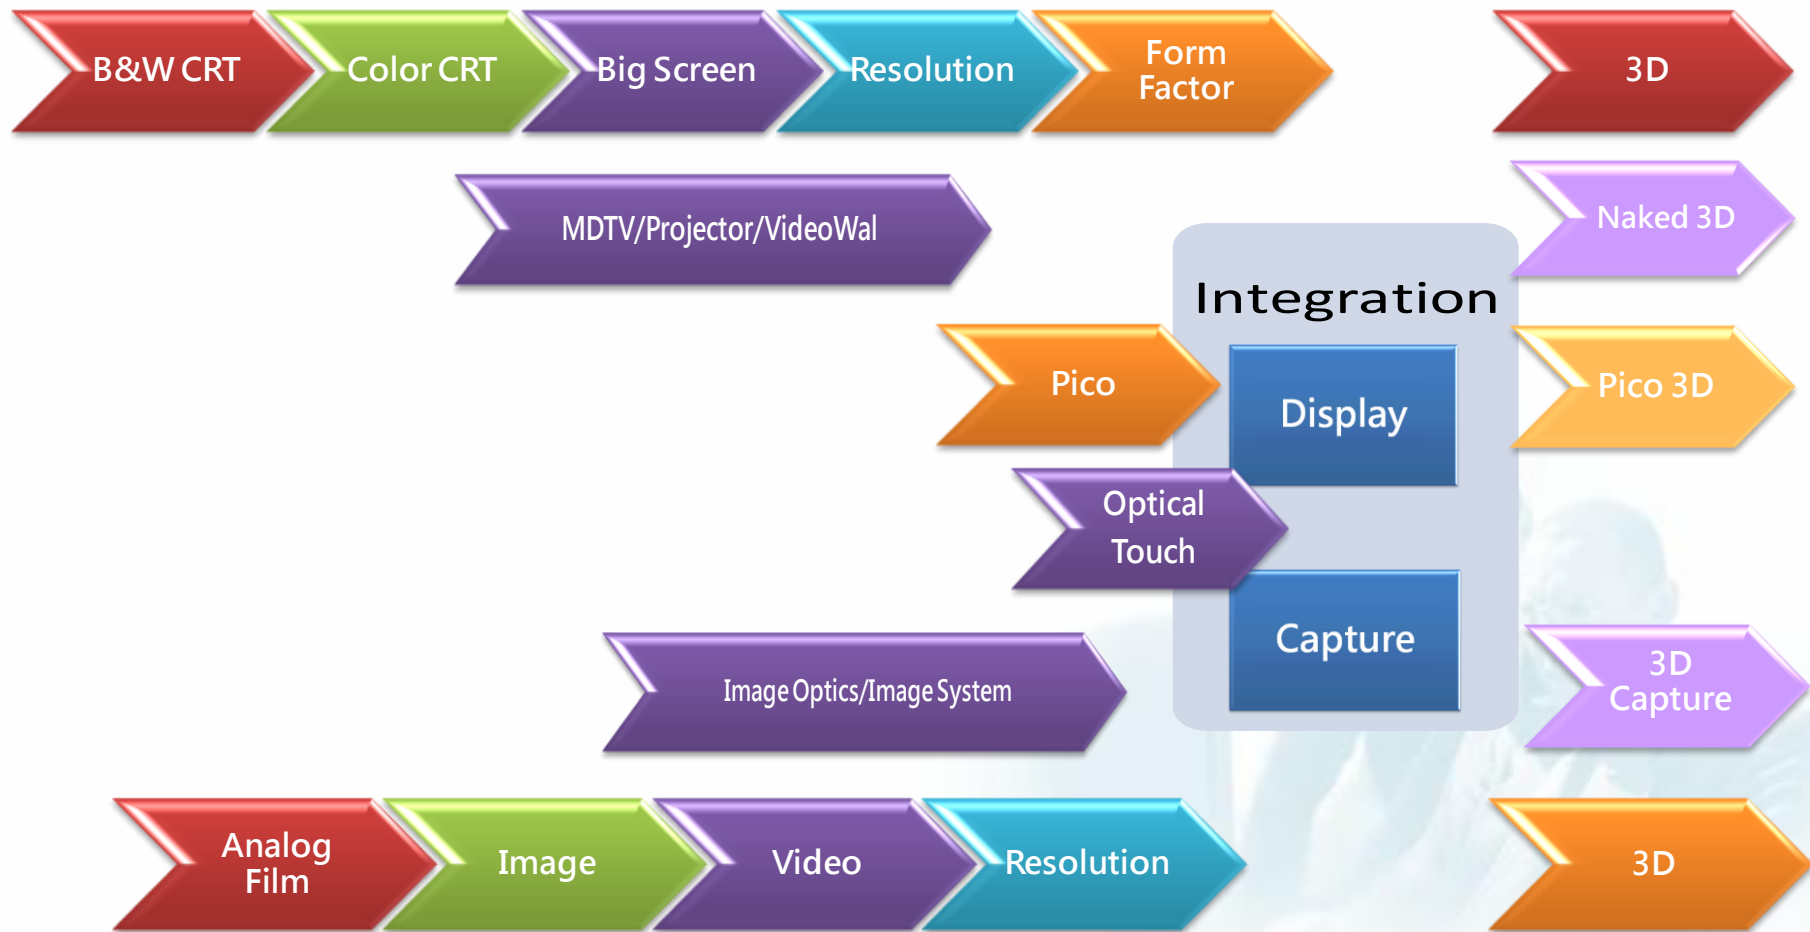 B&W CRT
Color CRT
Big Screen
Resolution
Form
Factor
3D
MDTV/Projector/VideoWal
Naked 3D
Integration
Pico
Display
Pico 3D
Optical
Touch
Capture
Image Optics/Image System
3D
Capture
Analog
Film
Image
Video
Resolution
3D